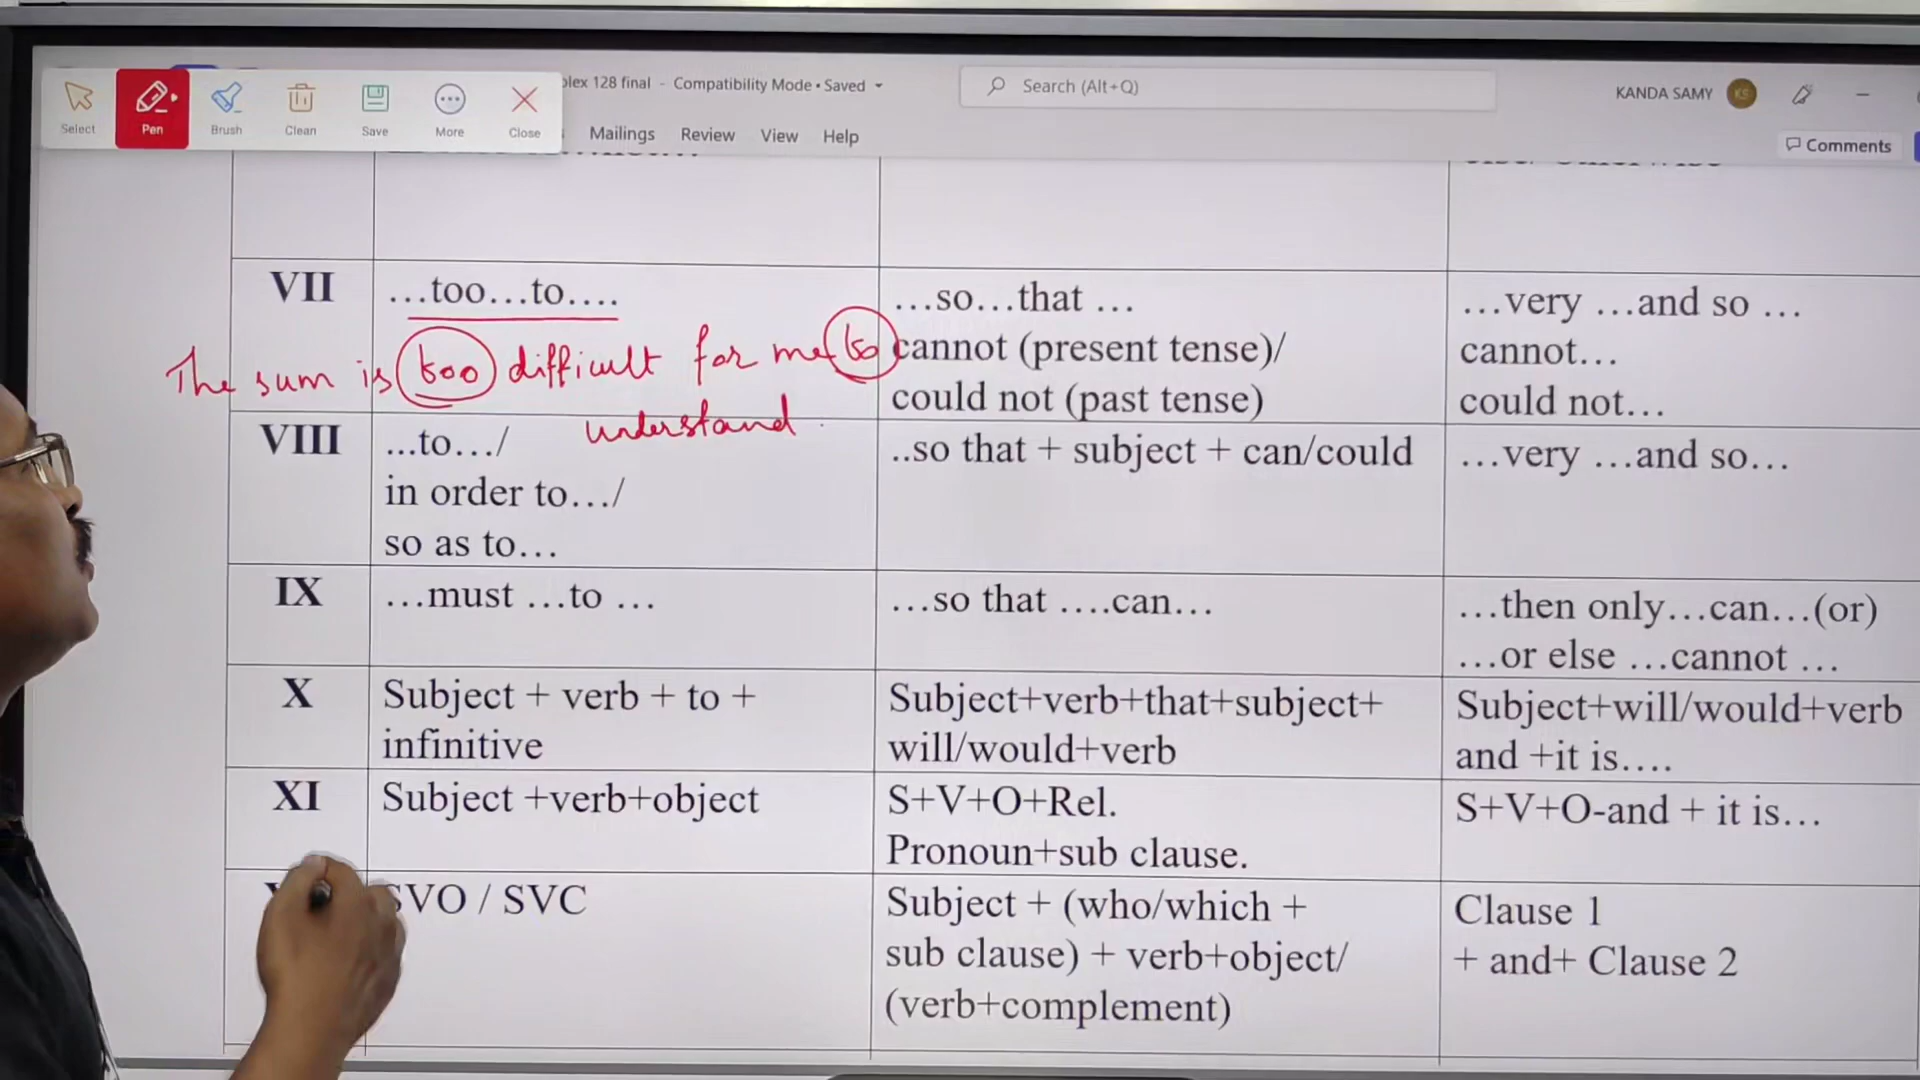 plex 128 final - Compatibility Mode • Saved
Search (Alt+Q)
KANDA SAMY
KS
Select
Pen
Brush
Clean
Save
More
Close
Mailings
Review
View
Help
Comments
VII
…too…to….
…so…that …
cannot (present tense)/
could not (past tense)
…very …and so …
cannot…
could not…
The sum is too difficult for me to
understand.
VIII
...to…/
in order to…/
so as to…
..so that + subject + can/could
…very …and so…
IX
…must …to …
…so that ….can…
…then only…can…(or)
…or else …cannot …
X
Subject + verb + to +
infinitive
Subject+verb+that+subject+
will/would+verb
Subject+will/would+verb
and +it is….
XI
Subject +verb+object
S+V+O+Rel.
Pronoun+sub clause.
S+V+O-and + it is…
SVO / SVC
Subject + (who/which +
sub clause) + verb+object/
(verb+complement)
Clause 1
+ and+ Clause 2